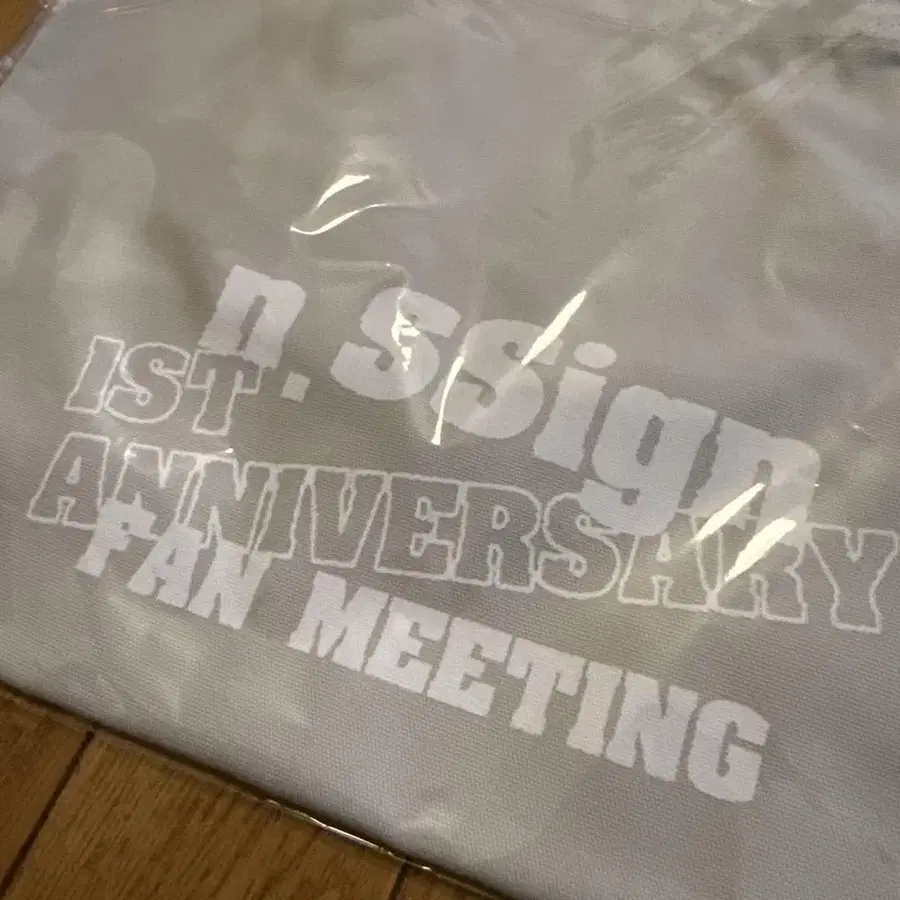 n.SSign
1ST
ANNIVERSARY
FAN MEETING